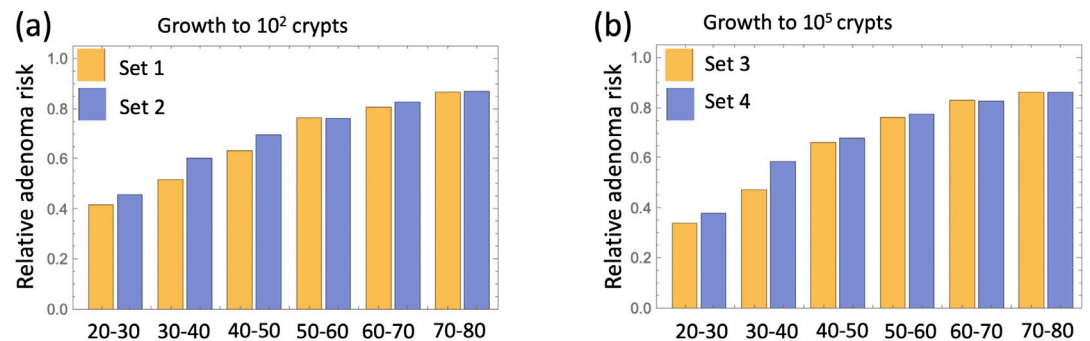 (a)
Growth to 10² crypts
Relative adenoma risk
1.0
0.8
0.6
0.4
0.2
0.0
Set 1
Set 2
20-30 30-40 40-50 50-60 60-70 70-80
(b)
Growth to 10⁵ crypts
Relative adenoma risk
1.0
0.8
0.6
0.4
0.2
0.0
Set 3
Set 4
20-30 30-40 40-50 50-60 60-70 70-80